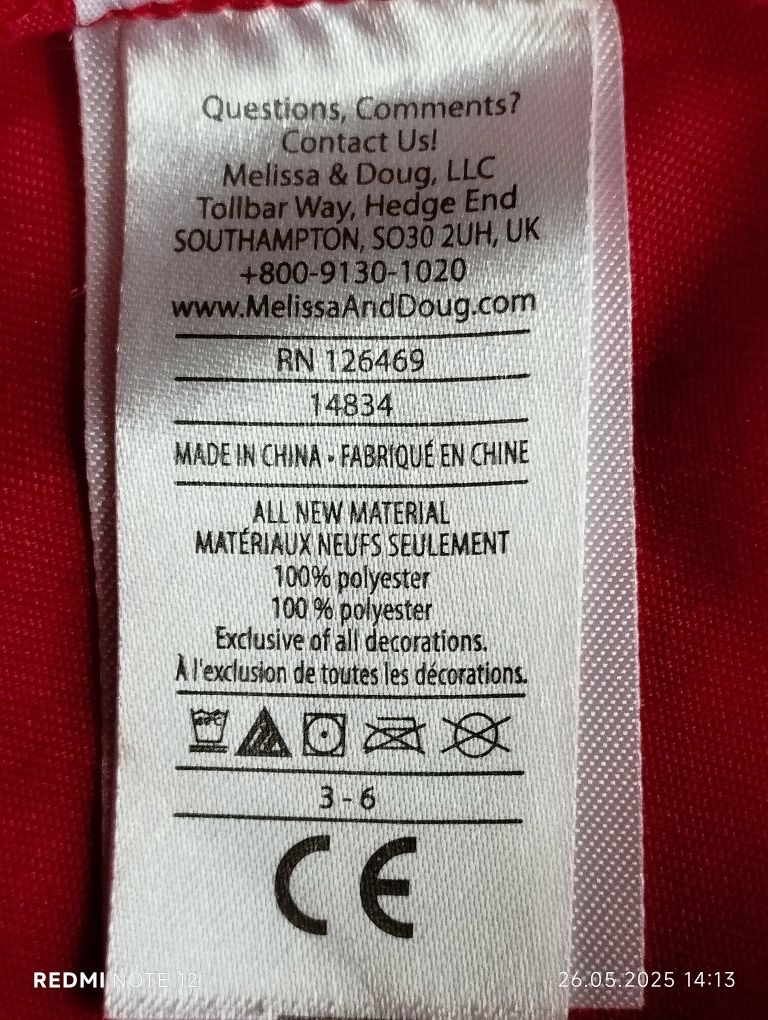 Questions, Comments?
Contact Us!
Melissa & Doug, LLC
Tollbar Way, Hedge End
SOUTHAMPTON, SO30 2UH, UK
+800-9130-1020
www.MelissaAndDoug.com
RN 126469
14834
MADE IN CHINA - FABRIQUÉ EN CHINE
ALL NEW MATERIAL
MATÉRIAUX NEUFS SEULEMENT
100% polyester
100 % polyester
Exclusive of all decorations.
À l'exclusion de toutes les décorations.
3 - 6
CE
REDMI NOTE 12
26.05.2025 14:13